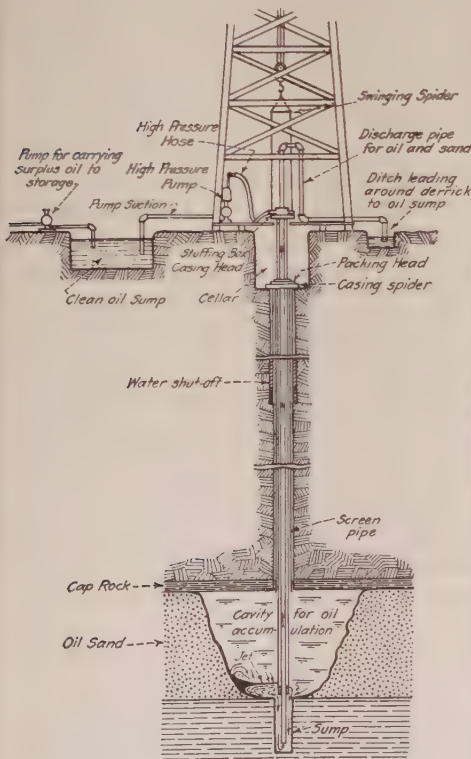 Swinging Spider
High Pressure
Hose
Discharge pipe
for oil and sand
Pump for carrying
surplus oil to
storage
High Pressure
Pump
Ditch leading
around derrick
to oil sump
Pump Suction
Stuffing Box
Casing Head
Packing Head
Clean oil Sump
Cellar
Casing spider
Water shut-off
Screen
pipe
Cap Rock
Cavity for oil
accumulation
Oil Sand
Jet
Sump